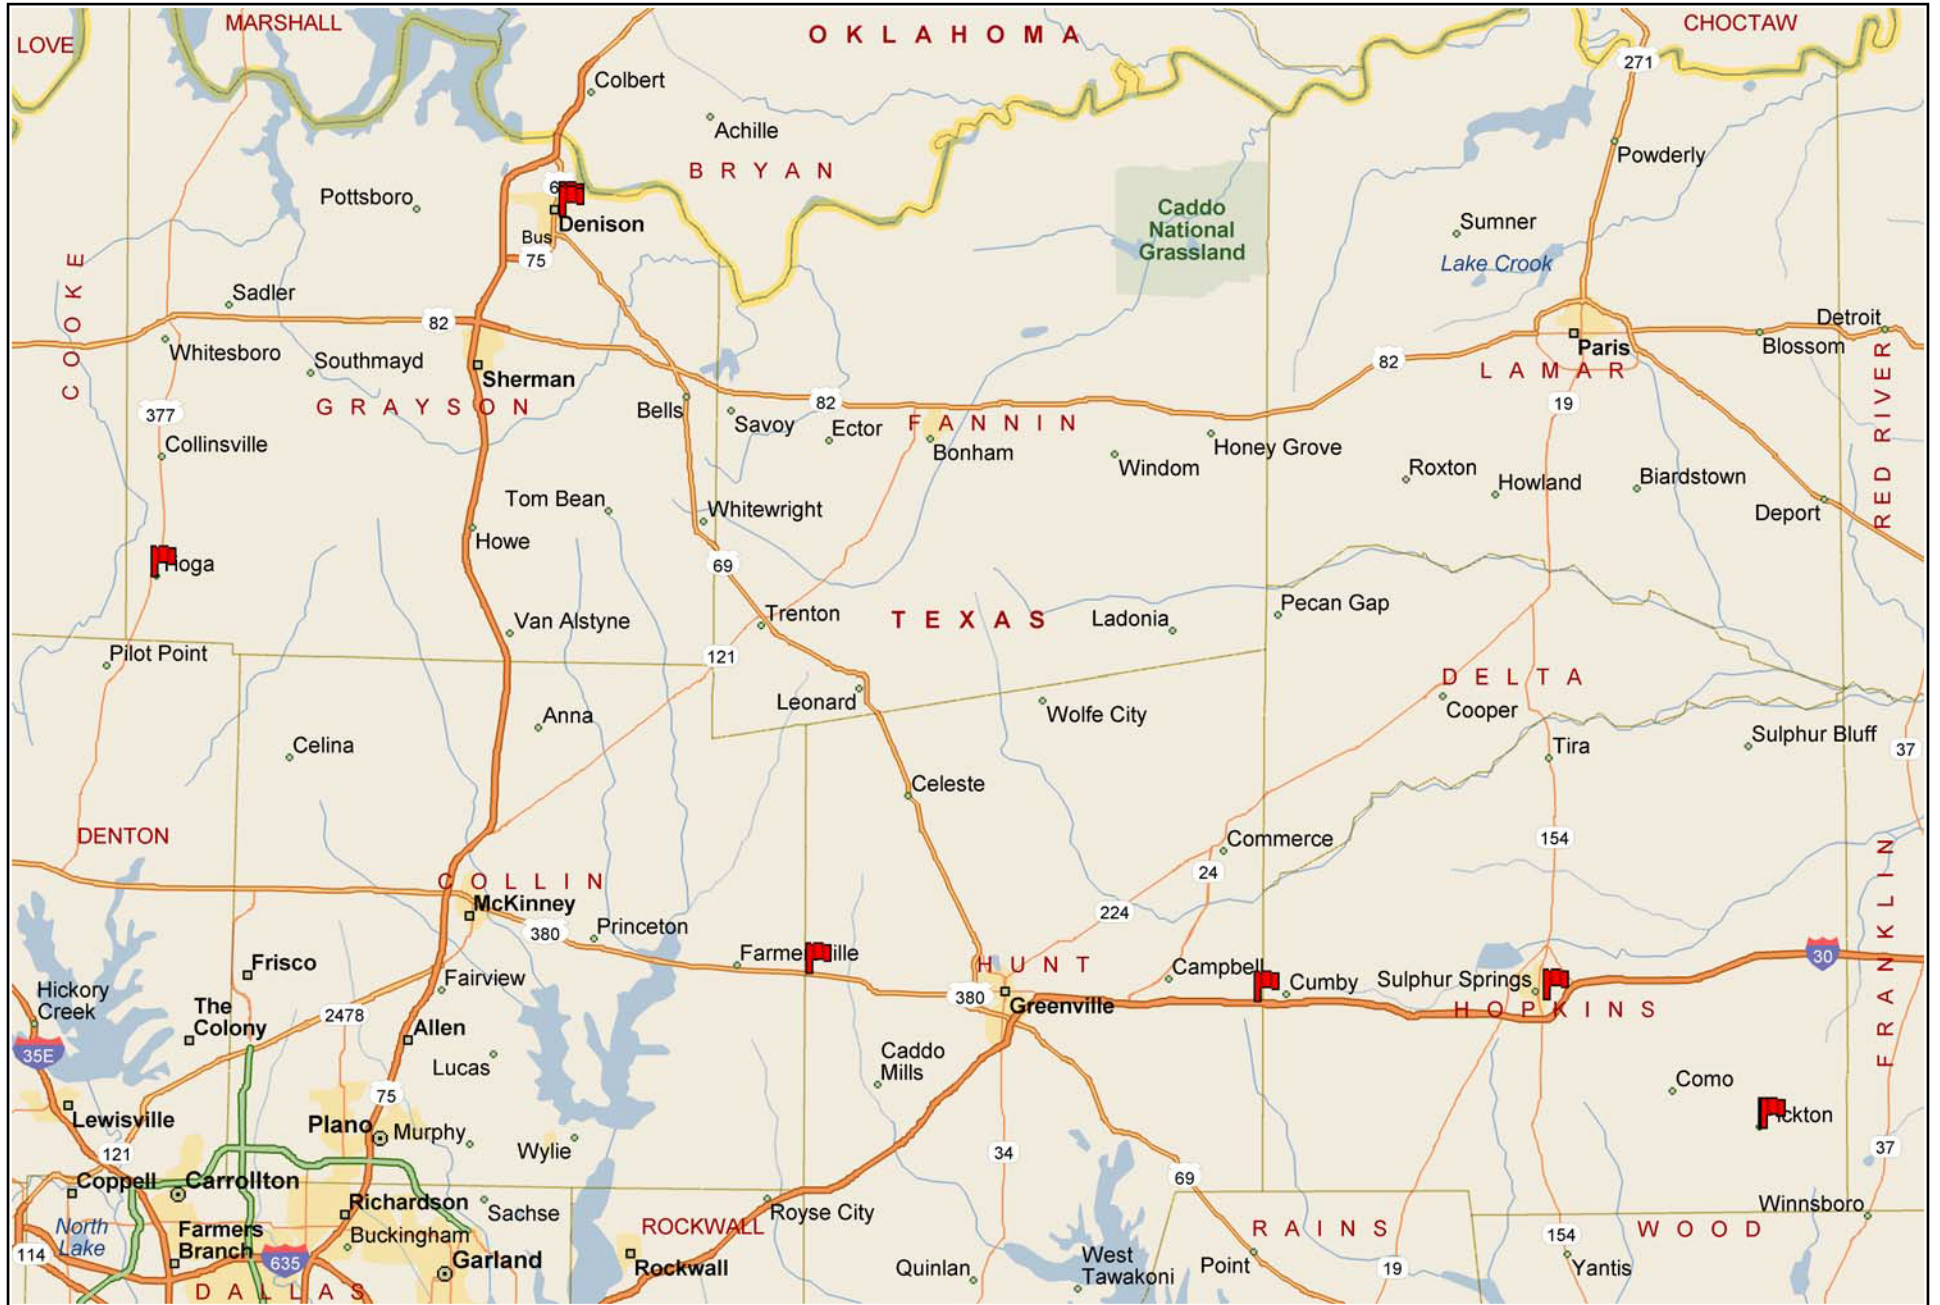 LOVE
MARSHALL
OKLAHOMA
CHOCTAW
271
Colbert
Achille
BRYAN
Powderly
Pottsboro
Denison
Bus
75
Caddo
National
Grassland
Sumner
Lake Crook
COOKE
Sadler
82
Whitesboro
Southmayd
Sherman
GRAYSON
377
Collinsville
Bells
82
Savoy
Ector
FANNIN
Bonham
Windom
Honey Grove
82
Paris
LAMAR
19
Blossom
Detroit
RED RIVER
Roxton
Howland
Biardstown
Deport
Tom Bean
Whitewright
Howe
69
Van Alstyne
Trenton
TEXAS
Ladonia
Pecan Gap
Pilot Point
121
Leonard
Wolfe City
DELTA
Cooper
Tira
Sulphur Bluff
37
Anna
Celina
Celeste
Commerce
154
24
DENTON
COLLIN
McKinney
380
Princeton
224
FRANKLIN
Frisco
Fairview
HUNT
380
Greenville
Campbell
Cumby
Sulphur Springs
HOPKINS
30
Hickory
Creek
The
Colony
2478
Allen
Lucas
35E
Caddo
Mills
Como
75
Lewisville
Plano
Murphy
Wylie
121
34
69
37
Coppell
Carrollton
Richardson
Sachse
ROCKWALL
Royse City
RAINS
WOOD
Winnsboro
North
Lake
Farmers
Branch
Buckingham
114
635
Garland
Rockwall
Quinlan
West
Tawakoni
Point
19
154
Yantis
DALLAS